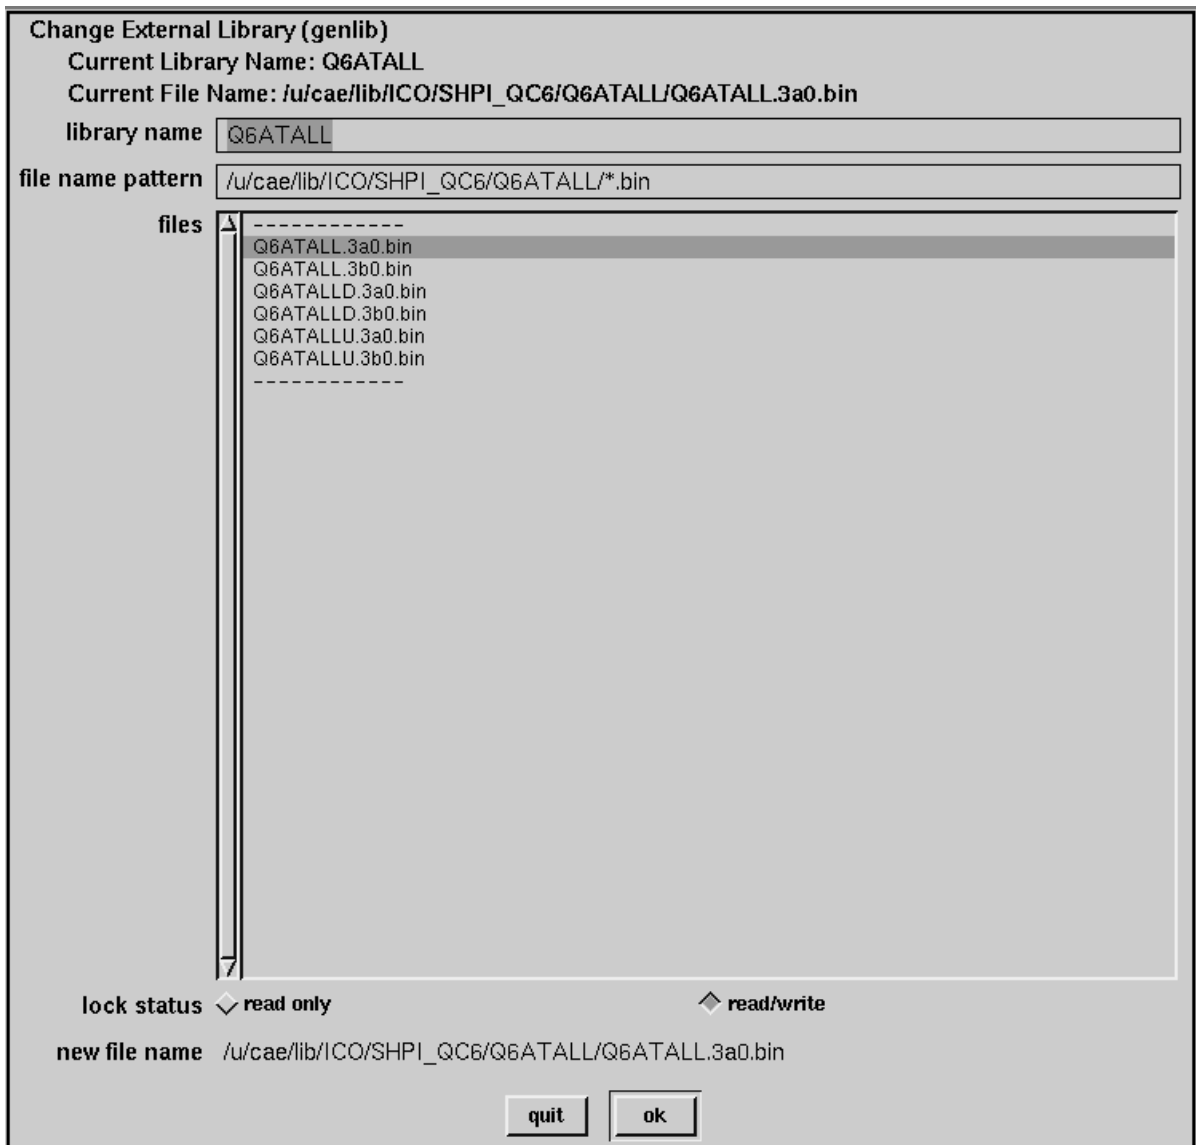 Change External Library (genlib)
Current Library Name: Q6ATALL
Current File Name: /u/cae/lib/ICO/SHPI_QC6/Q6ATALL/Q6ATALL.3a0.bin
library name Q6ATALL
file name pattern /u/cae/lib/ICO/SHPI_QC6/Q6ATALL/*.bin
files ------------
Q6ATALL.3a0.bin
Q6ATALL.3b0.bin
Q6ATALLD.3a0.bin
Q6ATALLD.3b0.bin
Q6ATALLU.3a0.bin
Q6ATALLU.3b0.bin
------------
lock status read only read/write
new file name /u/cae/lib/ICO/SHPI_QC6/Q6ATALL/Q6ATALL.3a0.bin
quit ok